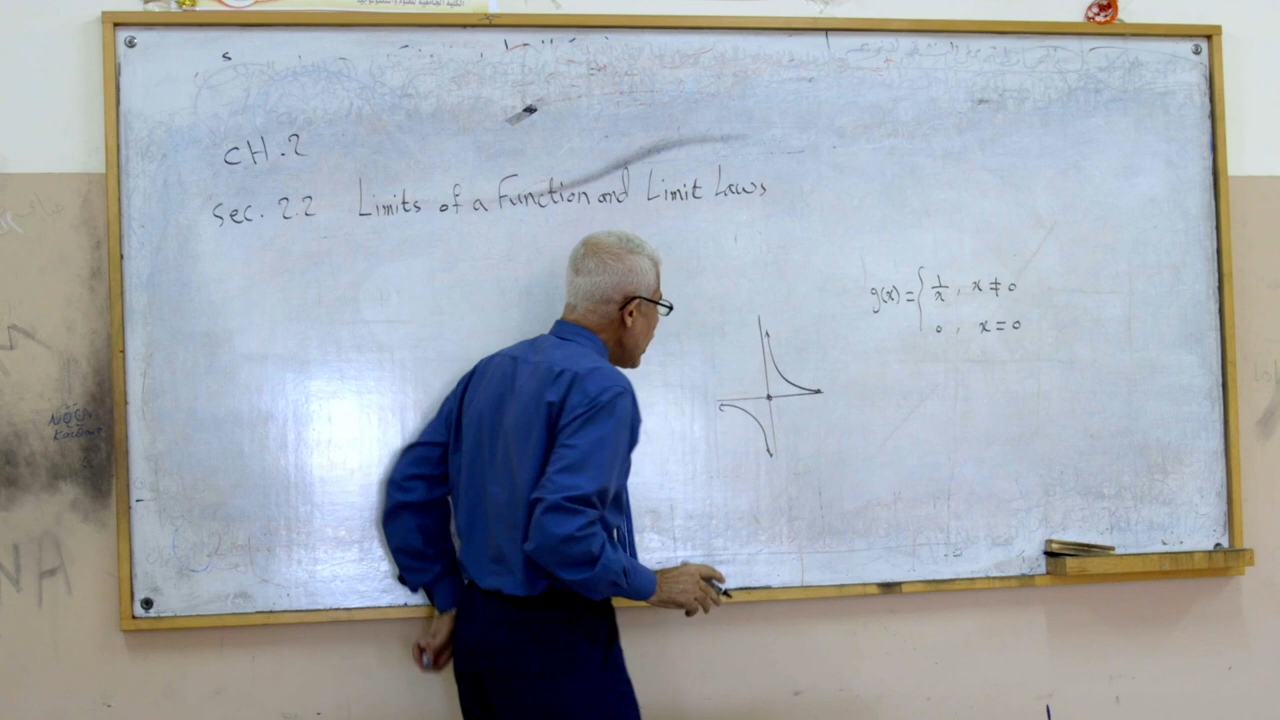 CH.2
Sec. 2.2 Limits of a Function and Limit Laws
g(x) = { 1/x , x ≠ 0
0 , x = 0